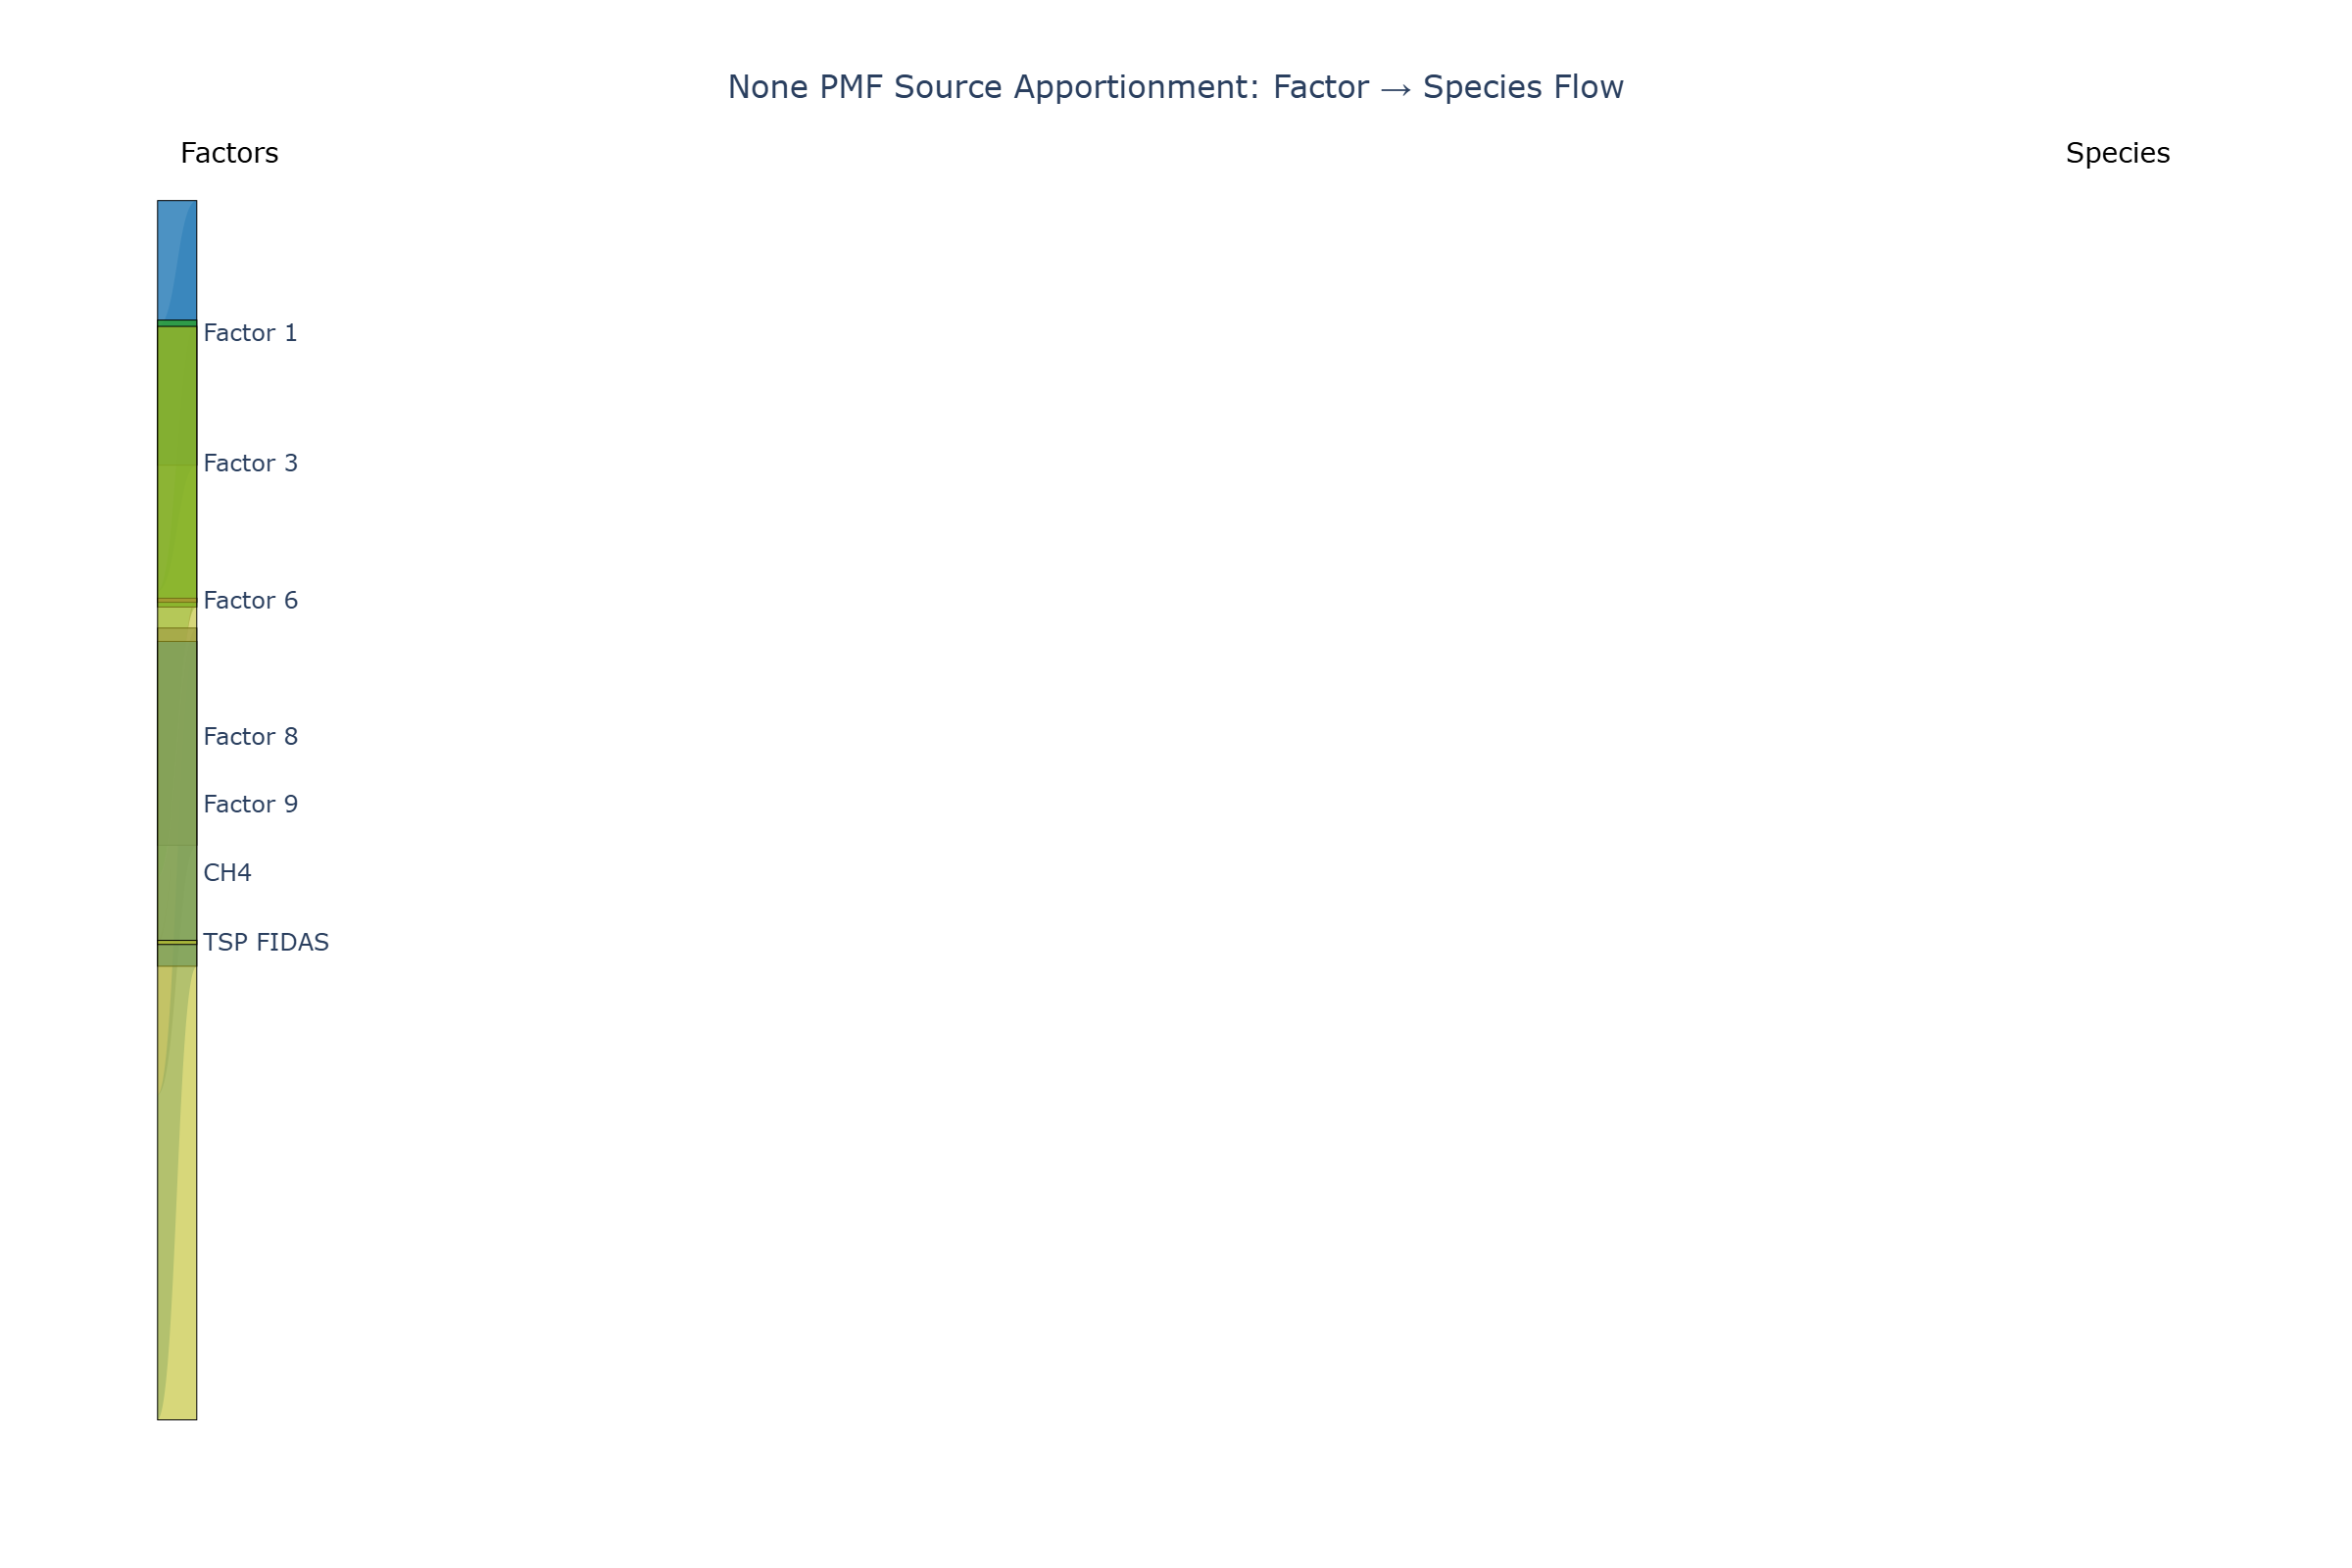 None PMF Source Apportionment: Factor → Species Flow
Factors
Species
Factor 1
Factor 3
Factor 6
Factor 8
Factor 9
CH4
TSP FIDAS